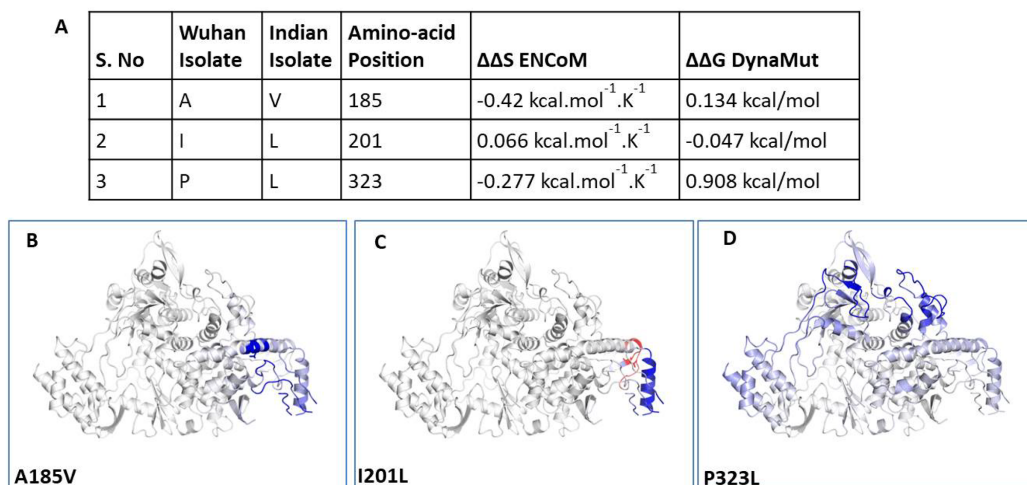 A
S. No Wuhan Isolate Indian Isolate Amino-acid Position ΔΔS ENCoM ΔΔG DynaMut
1 A V 185 -0.42 kcal.mol⁻¹.K⁻¹ 0.134 kcal/mol
2 I L 201 0.066 kcal.mol⁻¹.K⁻¹ -0.047 kcal/mol
3 P L 323 -0.277 kcal.mol⁻¹.K⁻¹ 0.908 kcal/mol
B
C
D
A185V
I201L
P323L